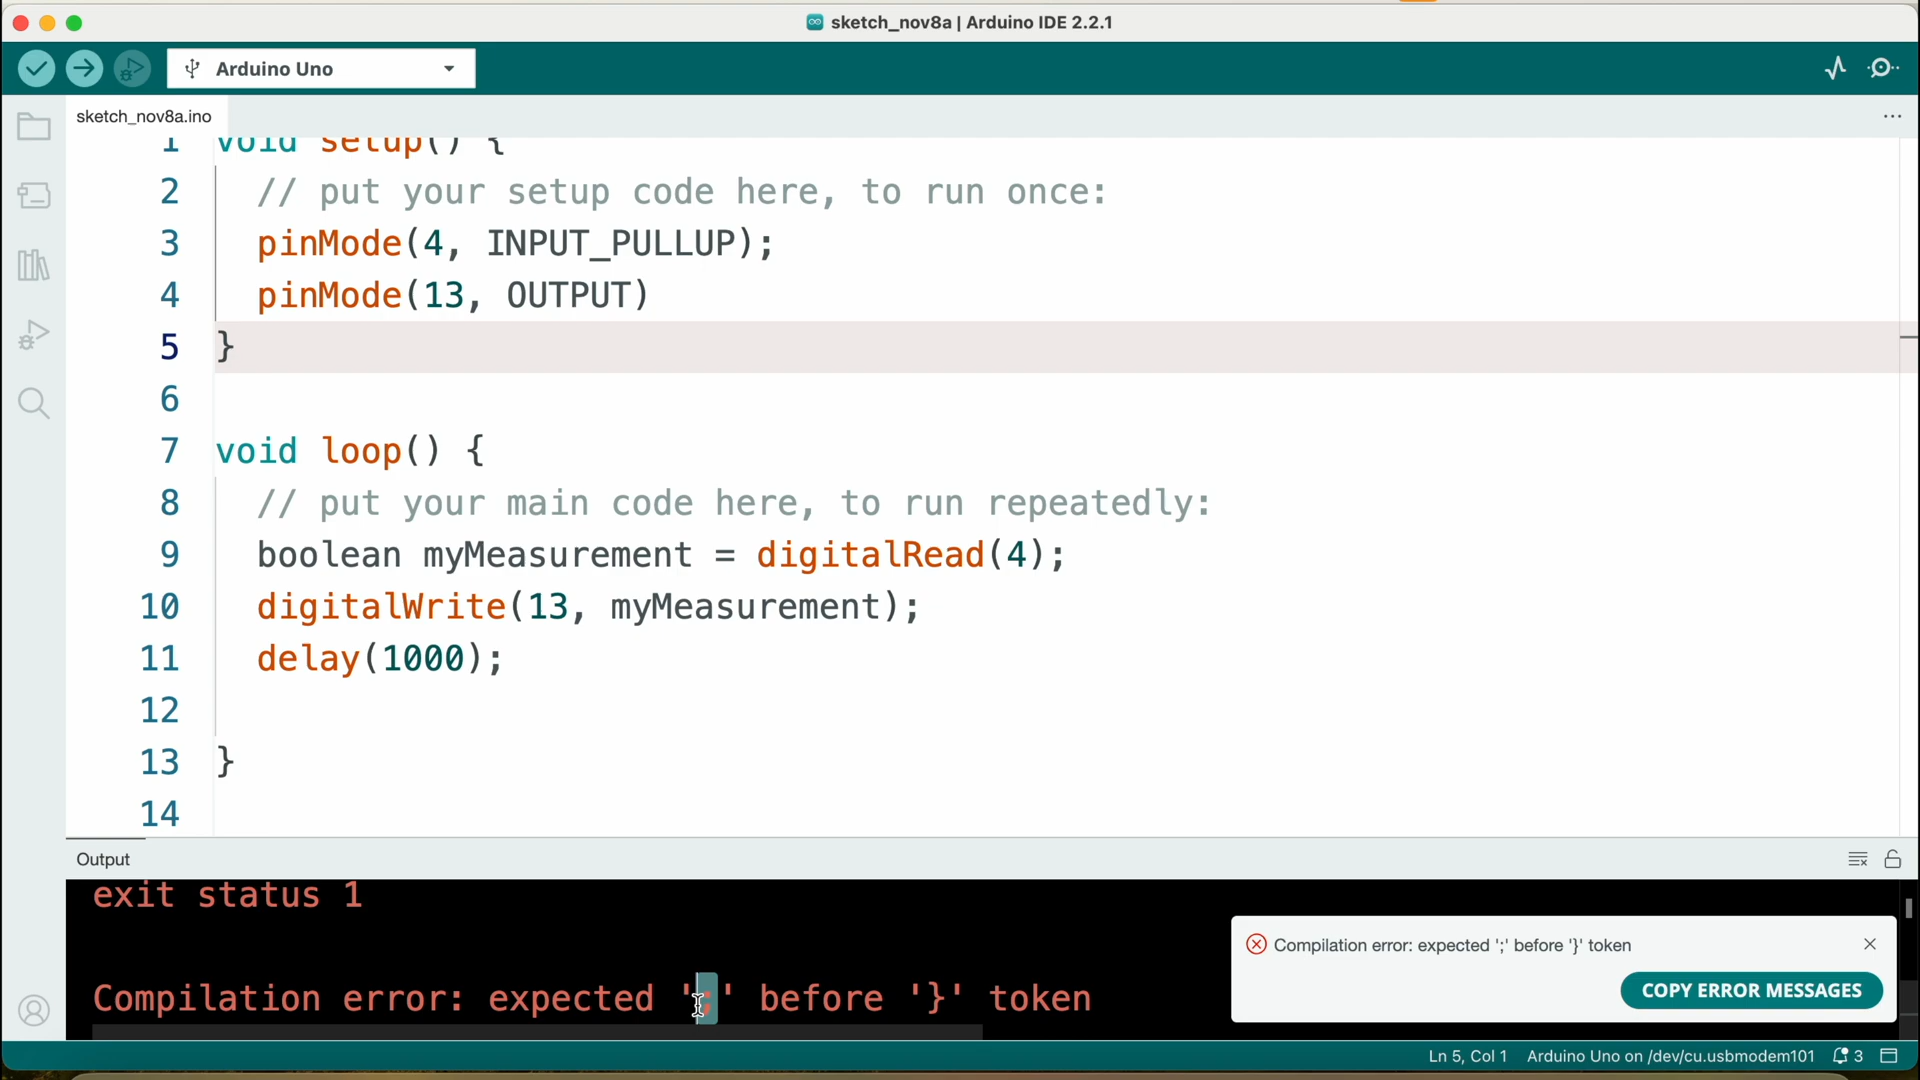 sketch_nov8a | Arduino IDE 2.2.1
Arduino Uno
sketch_nov8a.ino
...
1 void setup() {
2 // put your setup code here, to run once:
3 pinMode(4, INPUT_PULLUP);
4 pinMode(13, OUTPUT)
5 }
6
7 void loop() {
8 // put your main code here, to run repeatedly:
9 boolean myMeasurement = digitalRead(4);
10 digitalWrite(13, myMeasurement);
11 delay(1000);
12
13 }
14
Output
exit status 1
Compilation error: expected ';' before '}' token
Compilation error: expected ';' before '}' token
COPY ERROR MESSAGES
Ln 5, Col 1 Arduino Uno on /dev/cu.usbmodem101 3